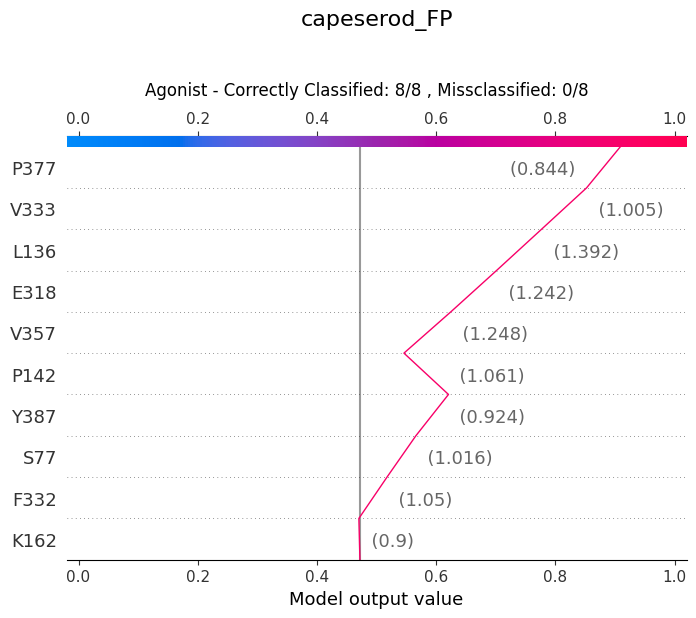 capeserod_FP
Agonist - Correctly Classified: 8/8 , Missclassified: 0/8
0.0 0.2 0.4 0.6 0.8 1.0
P377 (0.844)
V333 (1.005)
L136 (1.392)
E318 (1.242)
V357 (1.248)
P142 (1.061)
Y387 (0.924)
S77 (1.016)
F332 (1.05)
K162 (0.9)
0.0 0.2 0.4 0.6 0.8 1.0
Model output value